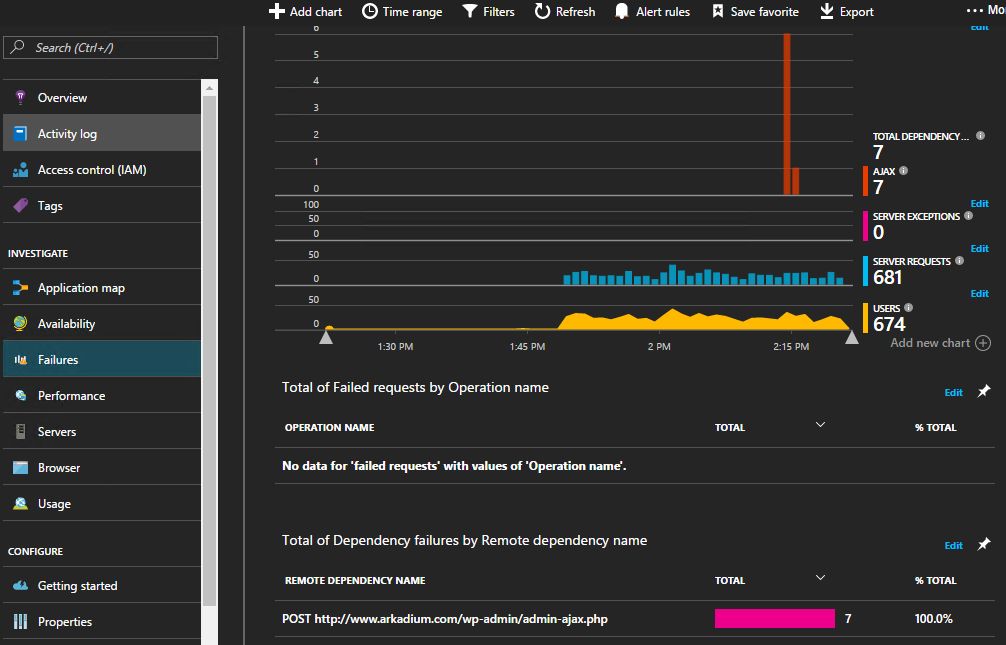 Add chart Time range Filters Refresh Alert rules Save favorite Export ••• Mo
Search (Ctrl+/)
Overview
Activity log
Access control (IAM)
Tags
INVESTIGATE
Application map
Availability
Failures
Performance
Servers
Browser
Usage
CONFIGURE
Getting started
Properties
Edit
6
5
4
3
2
1
0
TOTAL DEPENDENCY...
7
AJAX
7
Edit
100
50
0
SERVER EXCEPTIONS
0
Edit
50
0
SERVER REQUESTS
681
Edit
50
0
USERS
674
1:30 PM 1:45 PM 2 PM 2:15 PM
Add new chart
Total of Failed requests by Operation name
Edit
OPERATION NAME TOTAL % TOTAL
No data for 'failed requests' with values of 'Operation name'.
Total of Dependency failures by Remote dependency name
Edit
REMOTE DEPENDENCY NAME TOTAL % TOTAL
POST http://www.arkadium.com/wp-admin/admin-ajax.php 7 100.0%